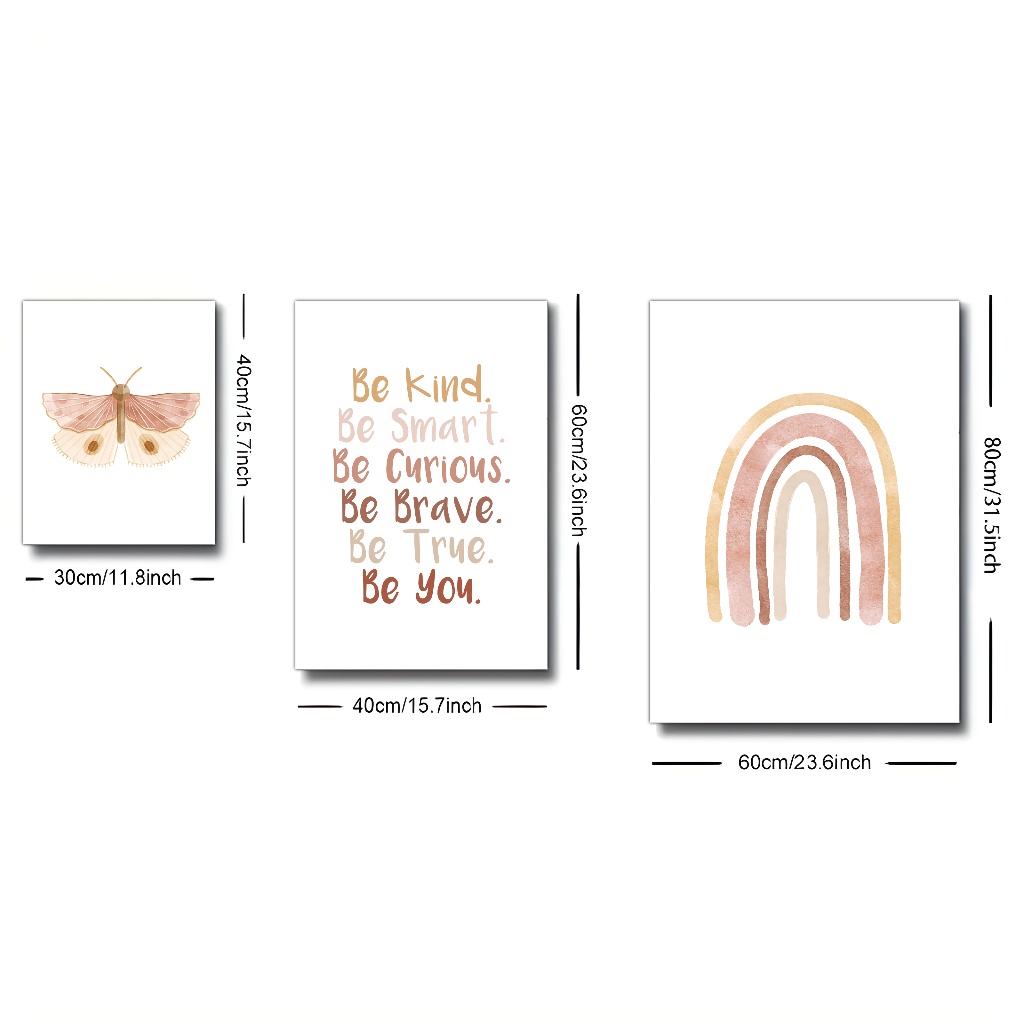 40cm/15.7inch
30cm/11.8inch
Be Kind.
Be Smart.
Be Curious.
Be Brave.
Be True.
Be You.
60cm/23.6inch
40cm/15.7inch
80cm/31.5inch
60cm/23.6inch